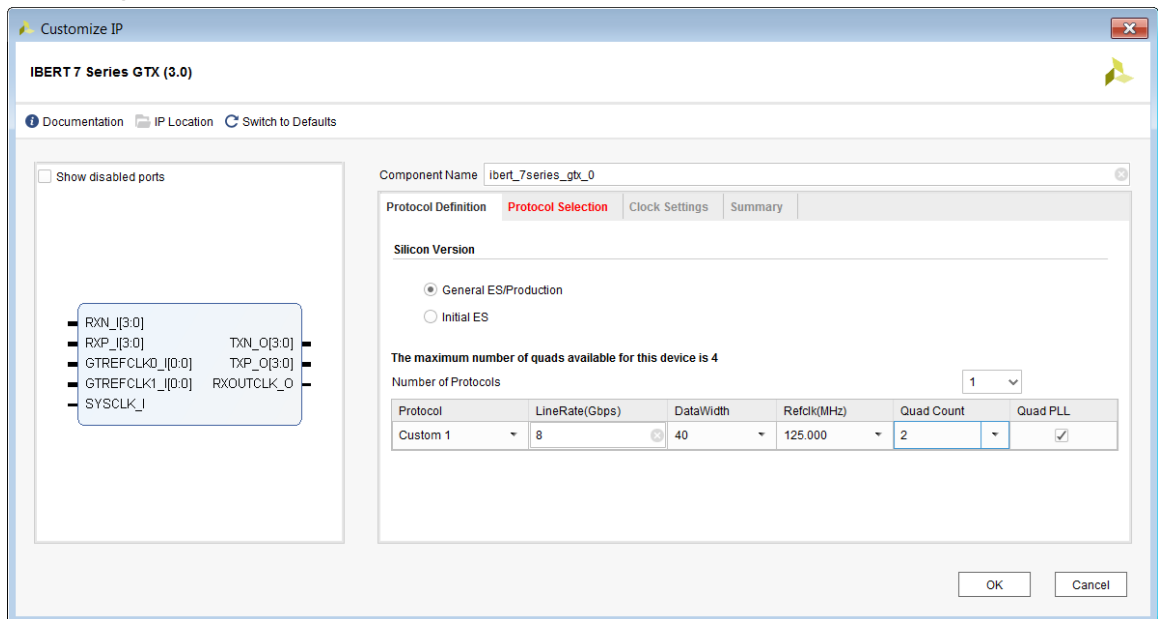 Customize IP
IBERT 7 Series GTX (3.0)
Documentation IP Location Switch to Defaults
Show disabled ports
RXN_I[3:0]
RXP_I[3:0] TXN_O[3:0]
GTREFCLK0_I[0:0] TXP_O[3:0]
GTREFCLK1_I[0:0] RXOUTCLK_O
SYSCLK_I
Component Name ibert_7series_gtx_0
Protocol Definition Protocol Selection Clock Settings Summary
Silicon Version
General ES/Production
Initial ES
The maximum number of quads available for this device is 4
Number of Protocols 1
Protocol LineRate(Gbps) DataWidth Refclk(MHz) Quad Count Quad PLL
Custom 1 8 40 125.000 2
OK Cancel